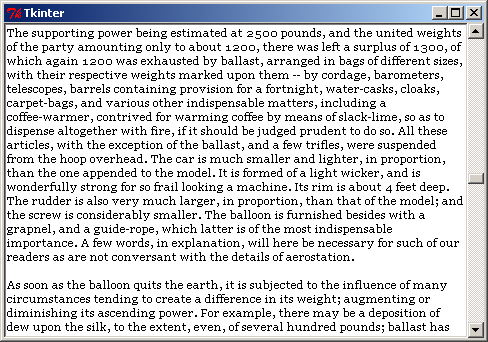 Tkinter
The supporting power being estimated at 2500 pounds, and the united weights
of the party amounting only to about 1200, there was left a surplus of 1300, of
which again 1200 was exhausted by ballast, arranged in bags of different sizes,
with their respective weights marked upon them -- by cordage, barometers,
telescopes, barrels containing provision for a fortnight, water-casks, cloaks,
carpet-bags, and various other indispensable matters, including a
coffee-warmer, contrived for warming coffee by means of slack-lime, so as to
dispense altogether with fire, if it should be judged prudent to do so. All these
articles, with the exception of the ballast, and a few trifles, were suspended
from the hoop overhead. The car is much smaller and lighter, in proportion,
than the one appended to the model. It is formed of a light wicker, and is
wonderfully strong for so frail looking a machine. Its rim is about 4 feet deep.
The rudder is also very much larger, in proportion, than that of the model; and
the screw is considerably smaller. The balloon is furnished besides with a
grapnel, and a guide-rope, which latter is of the most indispensable
importance. A few words, in explanation, will here be necessary for such of our
readers as are not conversant with the details of aerostation.
As soon as the balloon quits the earth, it is subjected to the influence of many
circumstances tending to create a difference in its weight; augmenting or
diminishing its ascending power. For example, there may be a deposition of
dew upon the silk, to the extent, even, of several hundred pounds; ballast has